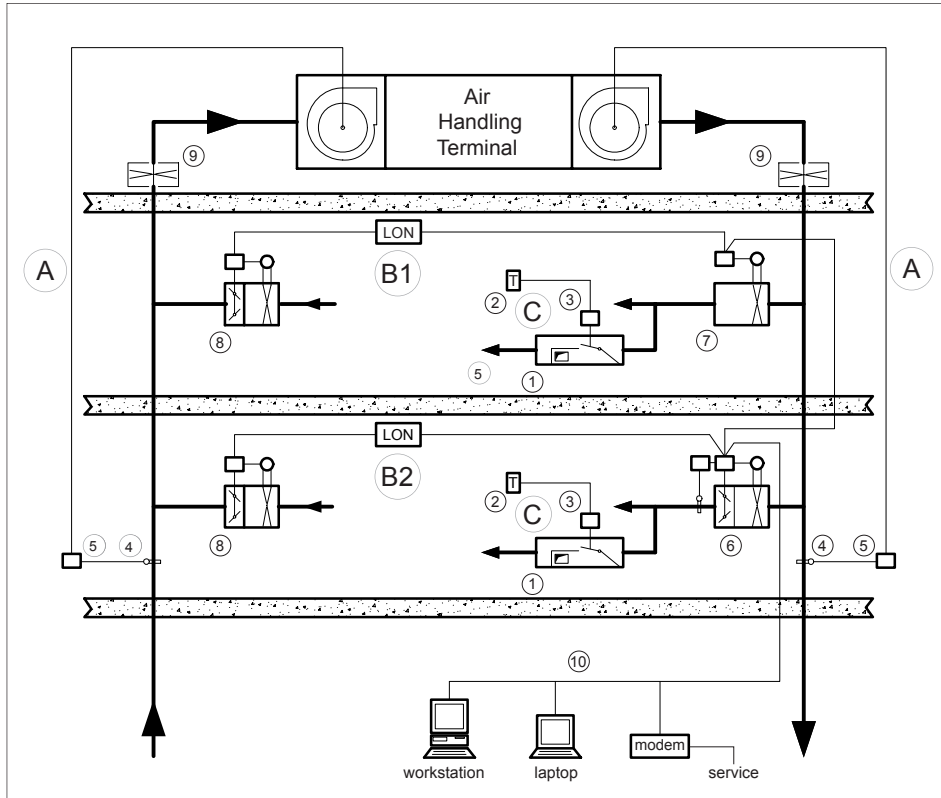 Air
Handling
Terminal
9
9
A
A
LON
B1
T
2
3
C
8
7
5
1
LON
B2
T
2
3
C
8
6
5
4
4
5
1
10
modem
workstation
laptop
service